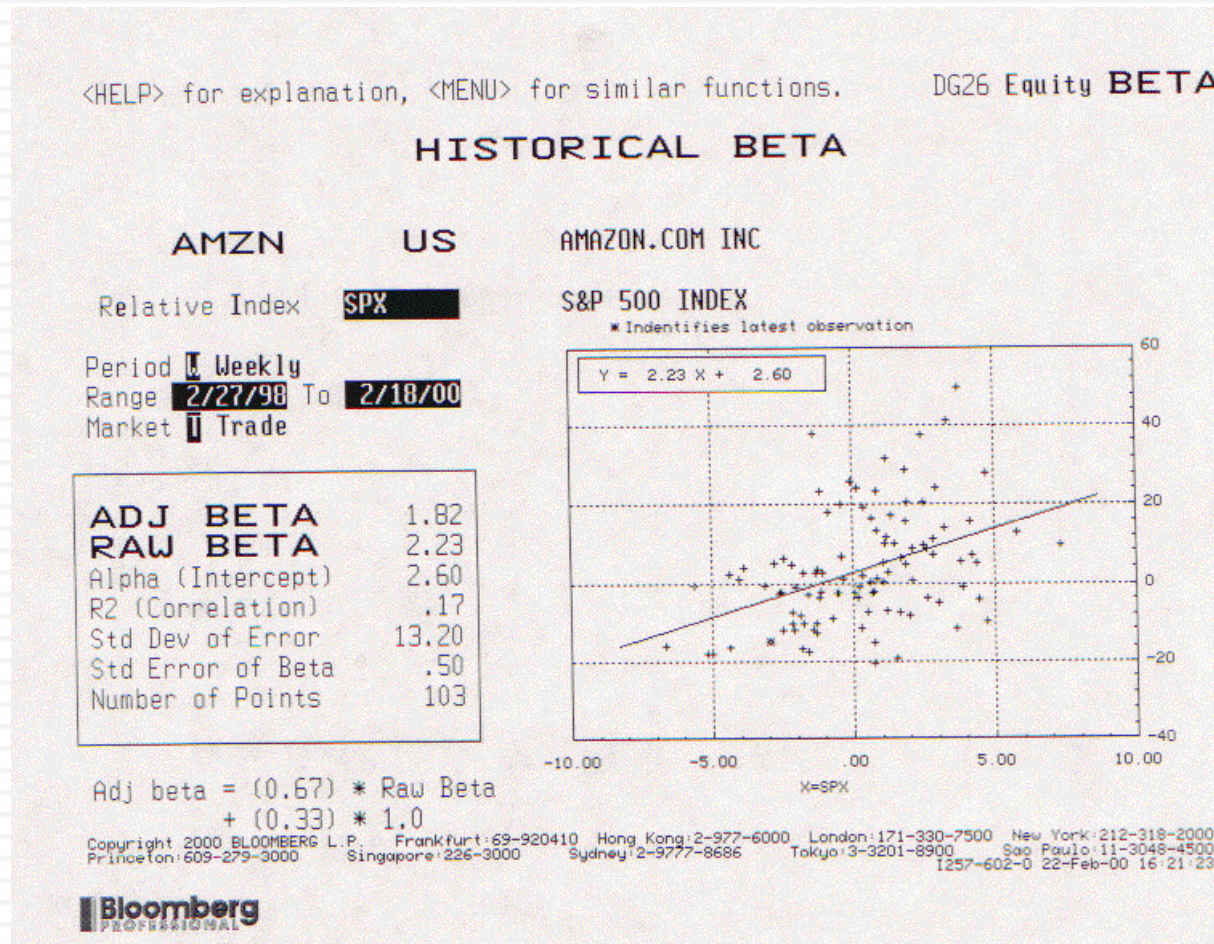 <HELP> for explanation, <MENU> for similar functions. DG26 Equity BETA
HISTORICAL BETA
AMZN US AMAZON.COM INC
Relative Index SPX S&P 500 INDEX
* Indentifies latest observation
Period W Weekly
Range 2/27/98 To 2/18/00
Market T Trade
ADJ BETA 1.82
RAW BETA 2.23
Alpha (Intercept) 2.60
R2 (Correlation) .17
Std Dev of Error 13.20
Std Error of Beta .50
Number of Points 103
Adj beta = (0.67) * Raw Beta
+ (0.33) * 1.0
Y = 2.23 X + 2.60
60
40
20
0
-20
-40
-10.00 -5.00 .00 5.00 10.00
X=SPX
Copyright 2000 BLOOMBERG L.P. Frankfurt:69-920410 Hong Kong:2-977-6000 London:171-330-7500 New York:212-318-2000
Princeton:609-279-3000 Singapore:226-3000 Sydney:2-9777-8686 Tokyo:3-3201-8900 Sao Paulo:11-3048-4500
I257-602-0 22-Feb-00 16:21:23
Bloomberg
PROFESSIONAL